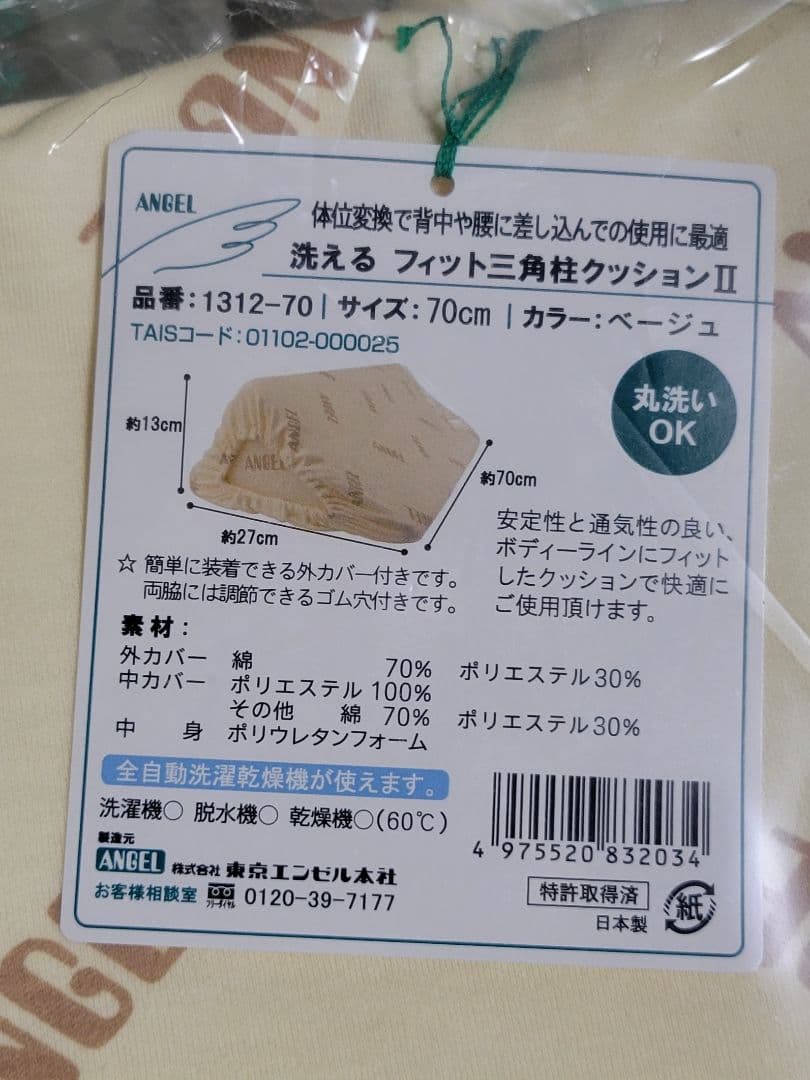 ANGEL
体位変換で背中や腰に差し込んでの使用に最適
洗える フィット三角柱クッションⅡ
品番:1312-70 | サイズ:70cm | カラー:ベージュ
TAISコード:01102-000025
丸洗い
OK
約13cm
約27cm
約70cm
ANGEL
ANGEL
ANGEL
安定性と通気性の良い、
ボディーラインにフィット
したクッションで快適に
ご使用頂けます。
☆ 簡単に装着できる外カバー付きです。
両脇には調節できるゴム穴付きです。
素材:
外カバー 綿 70% ポリエステル30%
中カバー ポリエステル 100%
その他 綿 70% ポリエステル30%
中身 ポリウレタンフォーム
全自動洗濯乾燥機が使えます。
洗濯機○ 脱水機○ 乾燥機○(60℃)
製造元
ANGEL 株式会社 東京エンゼル本社
お客様相談室 フリーダイヤル 0120-39-7177
4 975520 832034
特許取得済
日本製
紙